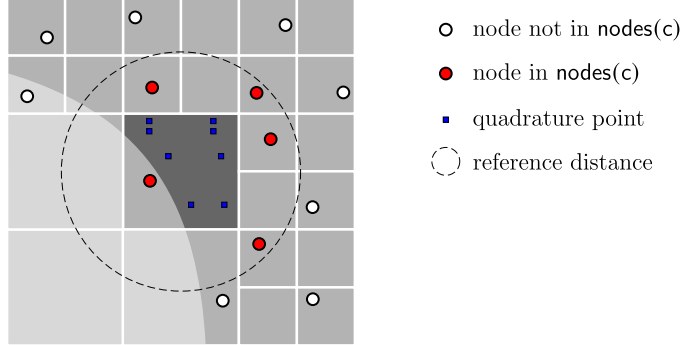 node not in nodes(c)
node in nodes(c)
quadrature point
reference distance